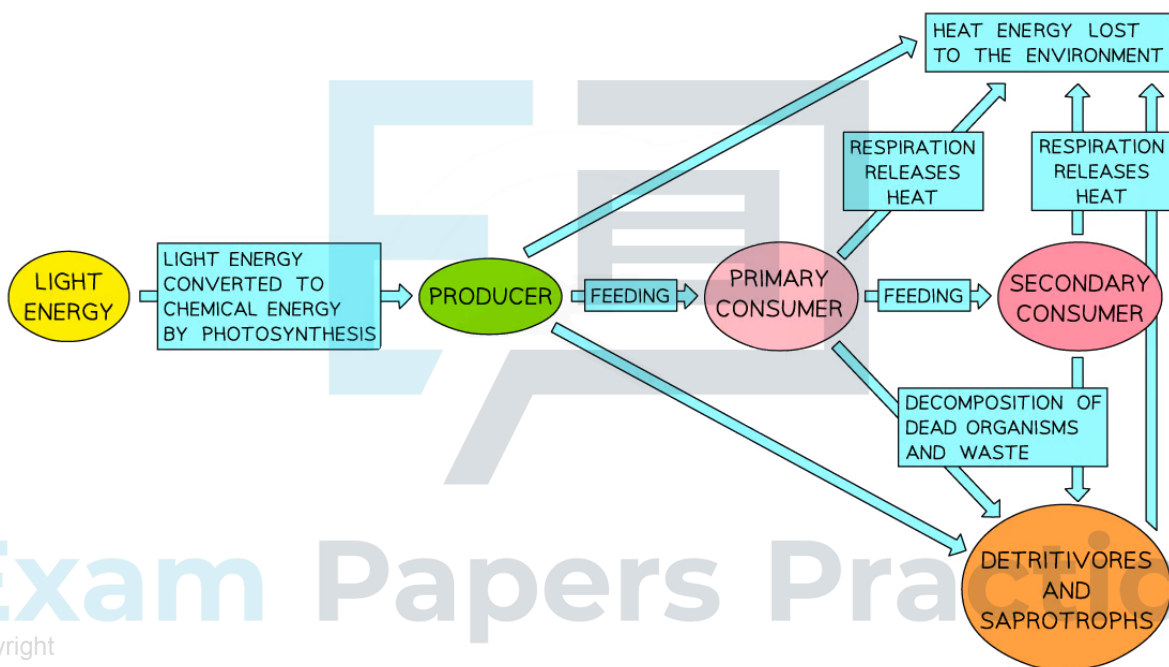 HEAT ENERGY LOST
TO THE ENVIRONMENT
RESPIRATION
RELEASES
HEAT
RESPIRATION
RELEASES
HEAT
LIGHT
ENERGY
LIGHT ENERGY
CONVERTED TO
CHEMICAL ENERGY
BY PHOTOSYNTHESIS
PRODUCER
FEEDING
PRIMARY
CONSUMER
FEEDING
SECONDARY
CONSUMER
DECOMPOSITION OF
DEAD ORGANISMS
AND WASTE
DETRITIVORES
AND
SAPROTROPHS
Exam Papers Practic
yright